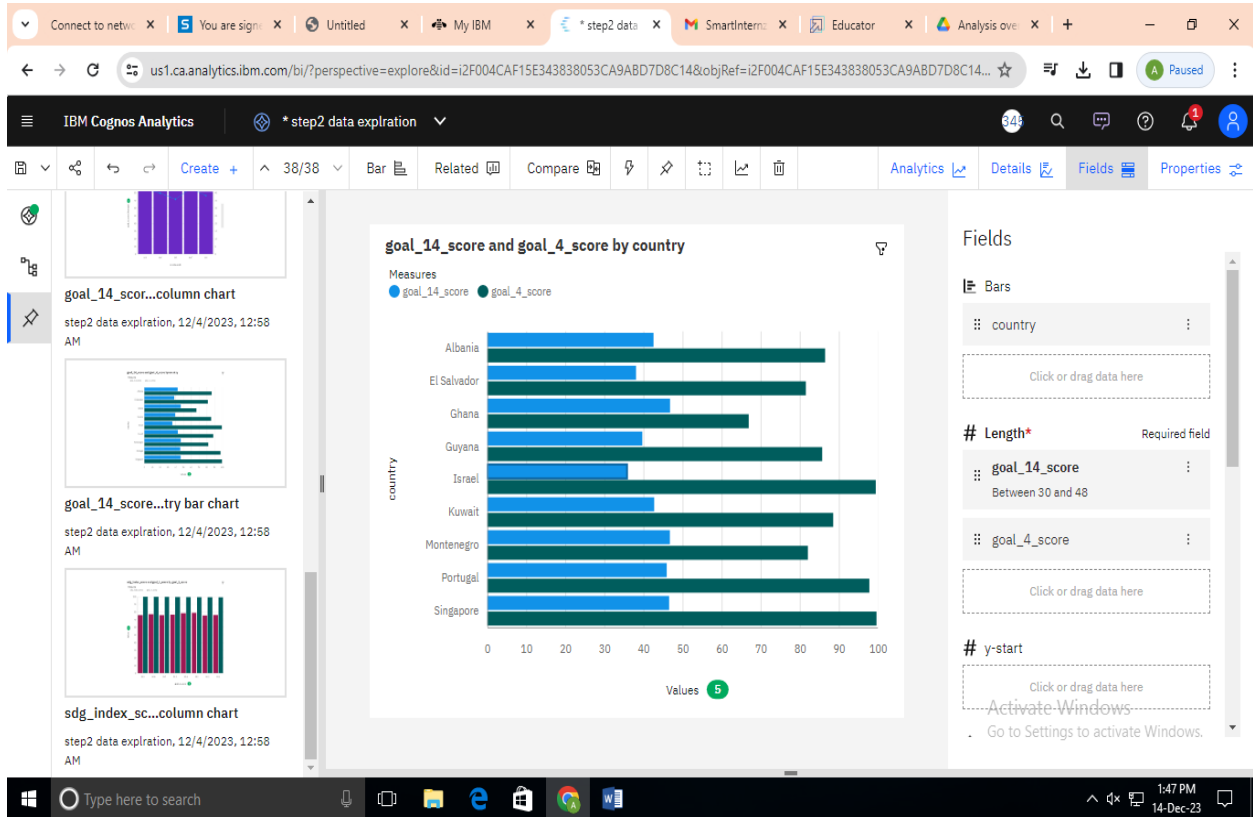 Connect to netwo
You are signe
Untitled
My IBM
* step2 data
SmartInterna
Educator
Analysis ove
us1.ca.analytics.ibm.com/bi/?perspective=explore&id=i2F004CAF15E343838053CA9ABD7D8C14&objRef=i2F004CAF15E343838053CA9ABD7D8C14...
A Paused
IBM Cognos Analytics
* step2 data explration
345
1
Create +
38/38
Bar
Related
Compare
Analytics
Details
Fields
Properties
goal_14_scor...column chart
step2 data explration, 12/4/2023, 12:58
AM
goal_14_score...try bar chart
step2 data explration, 12/4/2023, 12:58
AM
sdg_index_sc...column chart
step2 data explration, 12/4/2023, 12:58
AM
goal_14_score and goal_4_score by country
Measures
goal_14_score goal_4_score
country
Albania
El Salvador
Ghana
Guyana
Israel
Kuwait
Montenegro
Portugal
Singapore
0 10 20 30 40 50 60 70 80 90 100
Values 5
Fields
Bars
country
Click or drag data here
# Length* Required field
goal_14_score
Between 30 and 48
goal_4_score
Click or drag data here
# y-start
Click or drag data here
Activate Windows
Go to Settings to activate Windows.
Type here to search
1:47 PM
14-Dec-23